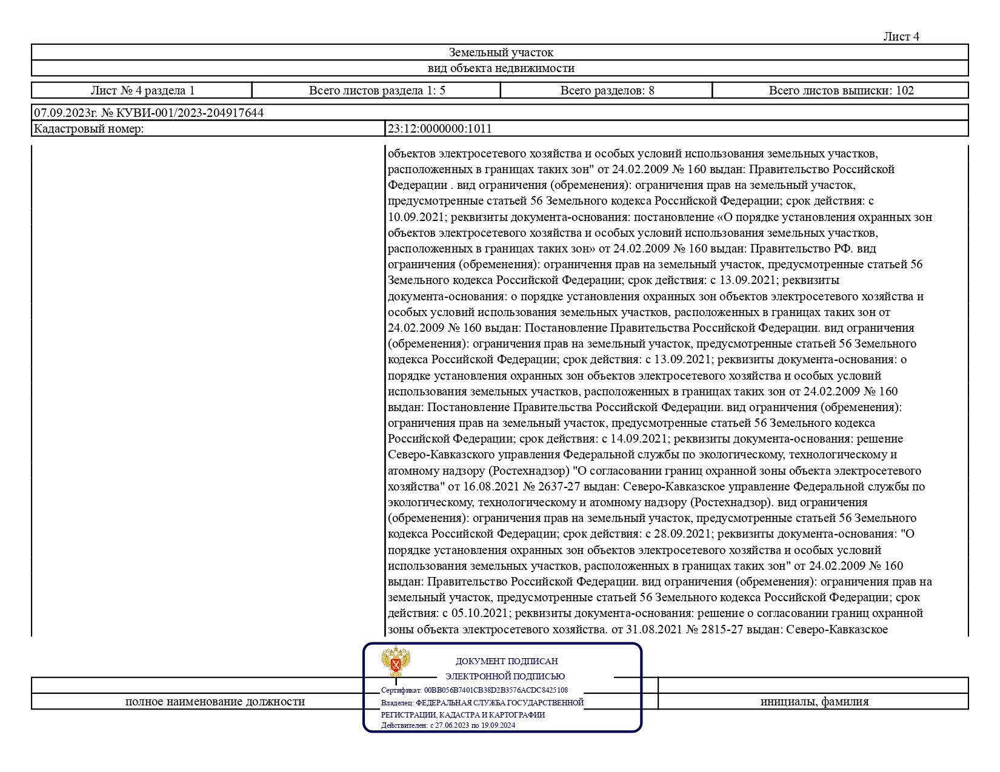 Лист 4
Земельный участок
вид объекта недвижимости
Лист № 4 раздела 1 Всего листов раздела 1: 5 Всего разделов: 8 Всего листов выписки: 102
07.09.2023г. № КУВИ-001/2023-204917644
Кадастровый номер: 23:12:0000000:1011
объектов электросетевого хозяйства и особых условий использования земельных участков,
расположенных в границах таких зон" от 24.02.2009 № 160 выдан: Правительство Российской
Федерации . вид ограничения (обременения): ограничения прав на земельный участок,
предусмотренные статьей 56 Земельного кодекса Российской Федерации; срок действия: с
10.09.2021; реквизиты документа-основания: постановление «О порядке установления охранных зон
объектов электросетевого хозяйства и особых условий использования земельных участков,
расположенных в границах таких зон» от 24.02.2009 № 160 выдан: Правительство РФ. вид
ограничения (обременения): ограничения прав на земельный участок, предусмотренные статьей 56
Земельного кодекса Российской Федерации; срок действия: с 13.09.2021; реквизиты
документа-основания: о порядке установления охранных зон объектов электросетевого хозяйства и
особых условий использования земельных участков, расположенных в границах таких зон от
24.02.2009 № 160 выдан: Постановление Правительства Российской Федерации. вид ограничения
(обременения): ограничения прав на земельный участок, предусмотренные статьей 56 Земельного
кодекса Российской Федерации; срок действия: с 13.09.2021; реквизиты документа-основания: о
порядке установления охранных зон объектов электросетевого хозяйства и особых условий
использования земельных участков, расположенных в границах таких зон от 24.02.2009 № 160
выдан: Постановление Правительства Российской Федерации. вид ограничения (обременения):
ограничения прав на земельный участок, предусмотренные статьей 56 Земельного кодекса
Российской Федерации; срок действия: с 14.09.2021; реквизиты документа-основания: решение
Северо-Кавказского управления Федеральной службы по экологическому, технологическому и
атомному надзору (Ростехнадзор) "О согласовании границ охранной зоны объекта электросетевого
хозяйства" от 16.08.2021 № 2637-27 выдан: Северо-Кавказское управление Федеральной службы по
экологическому, технологическому и атомному надзору (Ростехнадзор). вид ограничения
(обременения): ограничения прав на земельный участок, предусмотренные статьей 56 Земельного
кодекса Российской Федерации; срок действия: с 28.09.2021; реквизиты документа-основания: "О
порядке установления охранных зон объектов электросетевого хозяйства и особых условий
использования земельных участков, расположенных в границах таких зон" от 24.02.2009 № 160
выдан: Правительство Российской Федерации. вид ограничения (обременения): ограничения прав на
земельный участок, предусмотренные статьей 56 Земельного кодекса Российской Федерации; срок
действия: с 05.10.2021; реквизиты документа-основания: решение о согласовании границ охранной
зоны объекта электросетевого хозяйства. от 31.08.2021 № 2815-27 выдан: Северо-Кавказское
ДОКУМЕНТ ПОДПИСАН
ЭЛЕКТРОННОЙ ПОДПИСЬЮ
Сертификат: 00BB056B7401CB38D2B3576ACDC8425108
Владелец: ФЕДЕРАЛЬНАЯ СЛУЖБА ГОСУДАРСТВЕННОЙ
РЕГИСТРАЦИИ, КАДАСТРА И КАРТОГРАФИИ
Действителен: с 27.06.2023 по 19.09.2024
полное наименование должности инициалы, фамилия